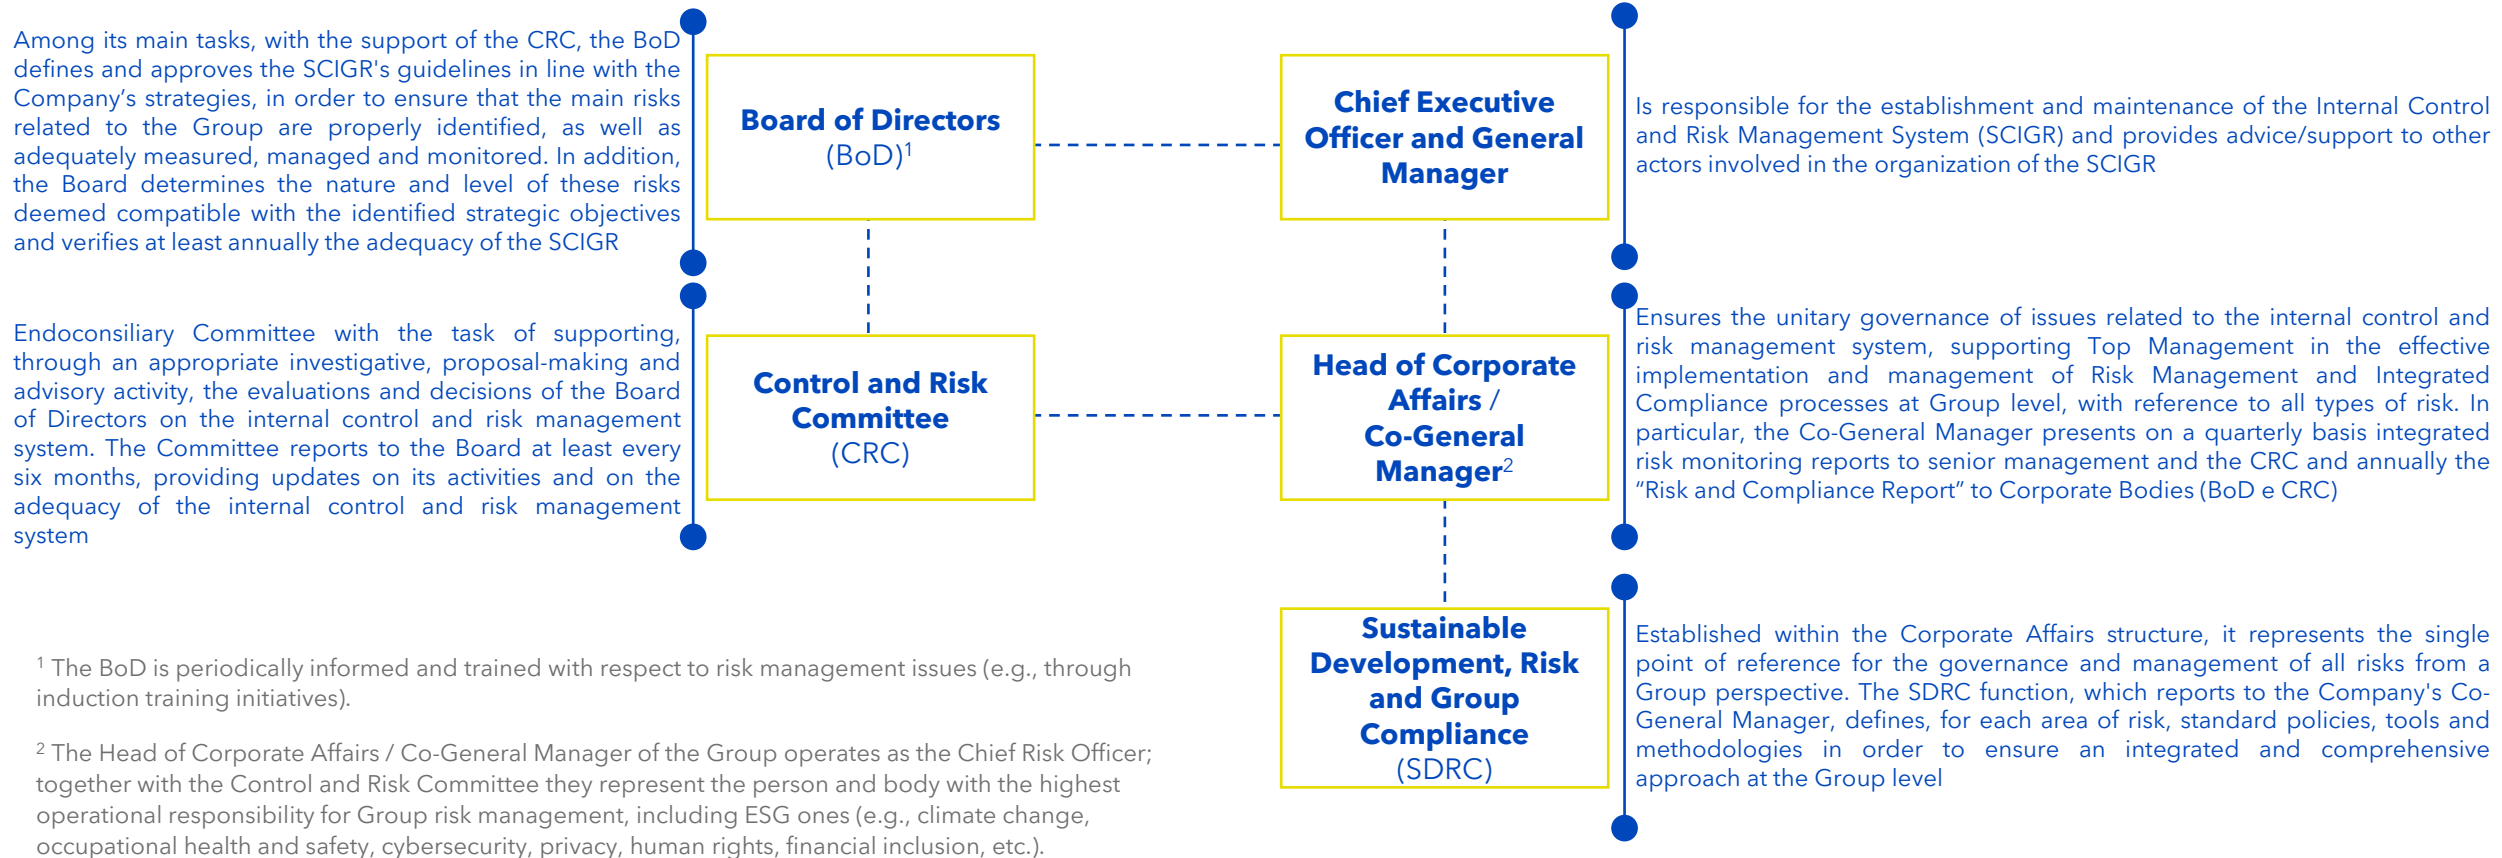 Among its main tasks, with the support of the CRC, the BoD
defines and approves the SCIGR's guidelines in line with the
Company’s strategies, in order to ensure that the main risks
related to the Group are properly identified, as well as
adequately measured, managed and monitored. In addition,
the Board determines the nature and level of these risks
deemed compatible with the identified strategic objectives
and verifies at least annually the adequacy of the SCIGR
Board of Directors
(BoD)1
Chief Executive
Officer and General
Manager
Is responsible for the establishment and maintenance of the Internal Control
and Risk Management System (SCIGR) and provides advice/support to other
actors involved in the organization of the SCIGR
Endoconsiliary Committee with the task of supporting,
through an appropriate investigative, proposal-making and
advisory activity, the evaluations and decisions of the Board
of Directors on the internal control and risk management
system. The Committee reports to the Board at least every
six months, providing updates on its activities and on the
adequacy of the internal control and risk management
system
Control and Risk
Committee
(CRC)
Head of Corporate
Affairs /
Co-General
Manager2
Ensures the unitary governance of issues related to the internal control and
risk management system, supporting Top Management in the effective
implementation and management of Risk Management and Integrated
Compliance processes at Group level, with reference to all types of risk. In
particular, the Co-General Manager presents on a quarterly basis integrated
risk monitoring reports to senior management and the CRC and annually the
“Risk and Compliance Report” to Corporate Bodies (BoD e CRC)
Sustainable
Development, Risk
and Group
Compliance
(SDRC)
Established within the Corporate Affairs structure, it represents the single
point of reference for the governance and management of all risks from a
Group perspective. The SDRC function, which reports to the Company's Co-
General Manager, defines, for each area of risk, standard policies, tools and
methodologies in order to ensure an integrated and comprehensive
approach at the Group level
1 The BoD is periodically informed and trained with respect to risk management issues (e.g., through
induction training initiatives).
2 The Head of Corporate Affairs / Co-General Manager of the Group operates as the Chief Risk Officer;
together with the Control and Risk Committee they represent the person and body with the highest
operational responsibility for Group risk management, including ESG ones (e.g., climate change,
occupational health and safety, cybersecurity, privacy, human rights, financial inclusion, etc.).